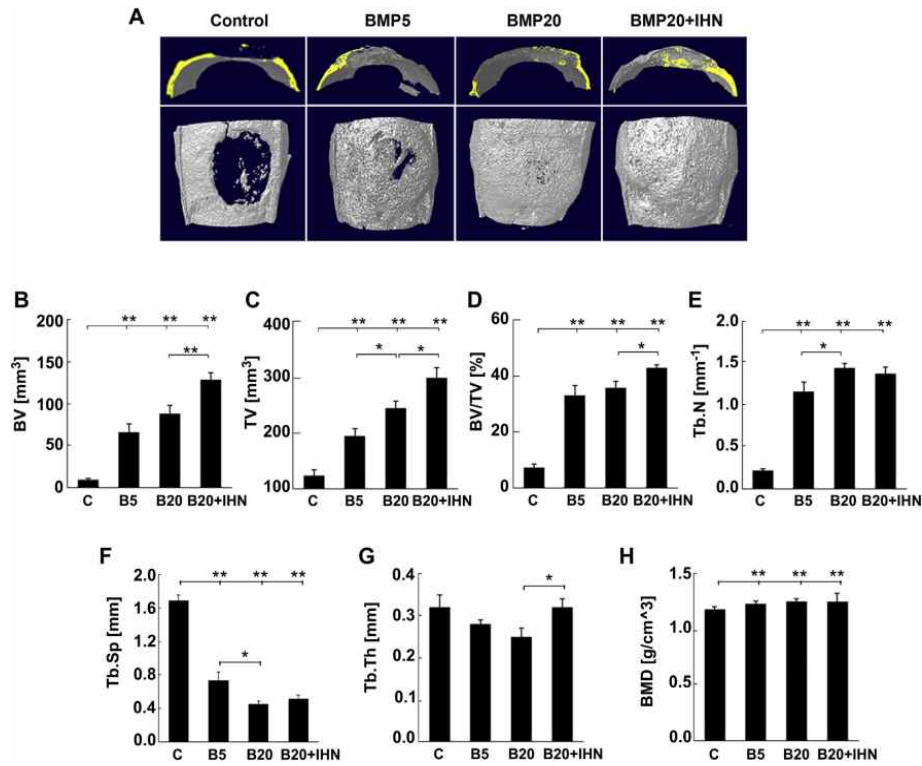 A
Control BMP5 BMP20 BMP20+IHN
B C D E
** ** **
**
BV [mm³]
200
150
100
50
0
C B5 B20 B20+IHN
** ** **
* *
TV [mm³]
400
300
200
100
C B5 B20 B20+IHN
** ** **
*
BV/TV [%]
60
40
20
0
C B5 B20 B20+IHN
** ** **
*
Tb.N [mm⁻¹]
2.0
1.5
1.0
0.5
0.0
C B5 B20 B20+IHN
F G H
** ** **
*
Tb.Sp [mm]
1.6
1.2
0.8
0.4
0.0
C B5 B20 B20+IHN
*
Tb.Th [mm]
0.4
0.3
0.2
0.1
0.0
C B5 B20 B20+IHN
** ** **
BMD [g/cm^3]
1.5
1.2
0.9
0.6
0.3
0.0
C B5 B20 B20+IHN